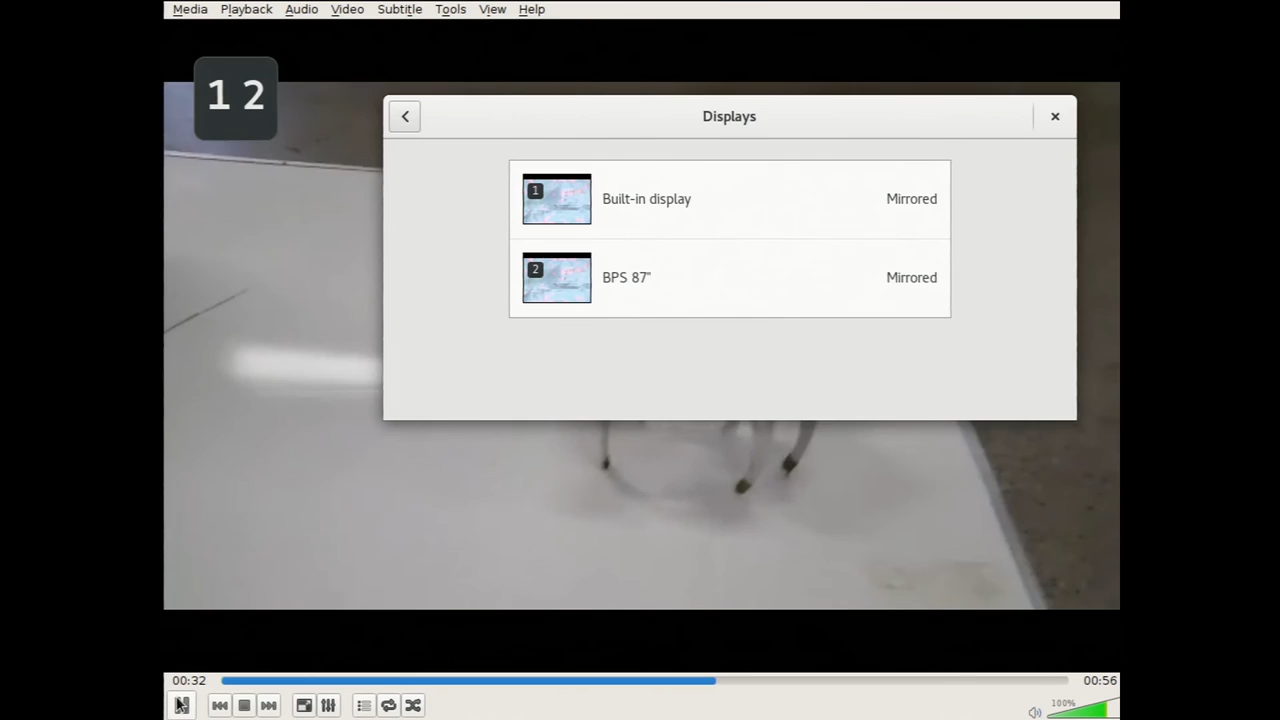 Media Playback Audio Video Subtitle Tools View Help
1 2
Displays
1 Built-in display Mirrored
2 BPS 87" Mirrored
00:32 00:56
100%